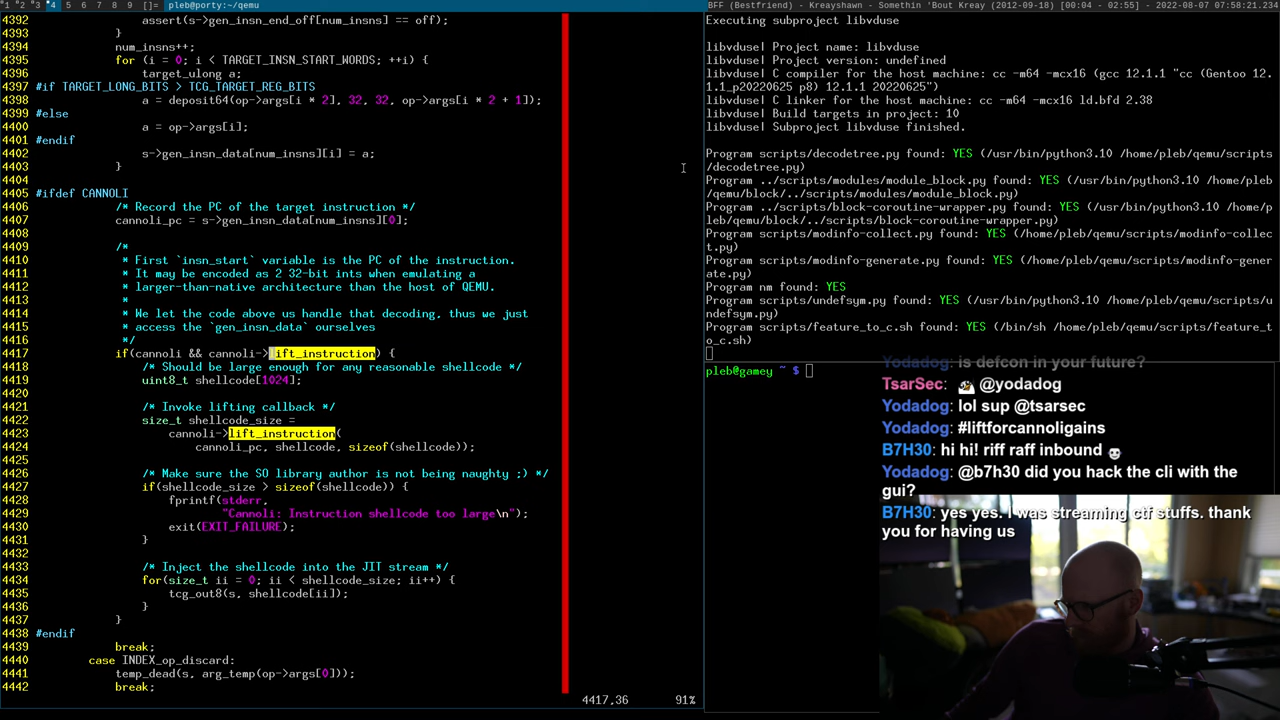 1 2 3 4 5 6 7 8 9 []= pleb@porty:~/qemu
BFF (Bestfriend) - Kreayshawn - Somethin 'Bout Kreay (2012-09-18) [00:04 - 02:55] - 2022-08-07 07:58:21.234
4392 assert(s->gen_insn_end_off[num_insns] == off);
4393 }
4394 num_insns++;
4395 for (i = 0; i < TARGET_INSN_START_WORDS; ++i) {
4396 target_ulong a;
4397 #if TARGET_LONG_BITS > TCG_TARGET_REG_BITS
4398 a = deposit64(op->args[i * 2], 32, 32, op->args[i * 2 + 1]);
4399 #else
4400 a = op->args[i];
4401 #endif
4402 s->gen_insn_data[num_insns][i] = a;
4403 }
4404
4405 #ifdef CANNOLI
4406 /* Record the PC of the target instruction */
4407 cannoli_pc = s->gen_insn_data[num_insns][0];
4408
4409 /*
4410 * First `insn_start` variable is the PC of the instruction.
4411 * It may be encoded as 2 32-bit ints when emulating a
4412 * larger-than-native architecture than the host of QEMU.
4413 *
4414 * We let the code above us handle that decoding, thus we just
4415 * access the `gen_insn_data` ourselves
4416 */
4417 if(cannoli && cannoli->lift_instruction) {
4418 /* Should be large enough for any reasonable shellcode */
4419 uint8_t shellcode[1024];
4420
4421 /* Invoke lifting callback */
4422 size_t shellcode_size =
4423 cannoli->lift_instruction(
4424 cannoli_pc, shellcode, sizeof(shellcode));
4425
4426 /* Make sure the SO library author is not being naughty ;) */
4427 if(shellcode_size > sizeof(shellcode)) {
4428 fprintf(stderr,
4429 "Cannoli: Instruction shellcode too large\n");
4430 exit(EXIT_FAILURE);
4431 }
4432
4433 /* Inject the shellcode into the JIT stream */
4434 for(size_t ii = 0; ii < shellcode_size; ii++) {
4435 tcg_out8(s, shellcode[ii]);
4436 }
4437 }
4438 #endif
4439 break;
4440 case INDEX_op_discard:
4441 temp_dead(s, arg_temp(op->args[0]));
4442 break;
4417,36 91%
Executing subproject libvduse

libvduse| Project name: libvduse
libvduse| Project version: undefined
libvduse| C compiler for the host machine: cc -m64 -mcx16 (gcc 12.1.1 "cc (Gentoo 12.
1.1_p20220625 p8) 12.1.1 20220625")
libvduse| C linker for the host machine: cc -m64 -mcx16 ld.bfd 2.38
libvduse| Build targets in project: 10
libvduse| Subproject libvduse finished.

Program scripts/decodetree.py found: YES (/usr/bin/python3.10 /home/pleb/qemu/scripts
/decodetree.py)
Program ../scripts/modules/module_block.py found: YES (/usr/bin/python3.10 /home/pleb
/qemu/block/../scripts/modules/module_block.py)
Program ../scripts/block-coroutine-wrapper.py found: YES (/usr/bin/python3.10 /home/p
leb/qemu/block/../scripts/block-coroutine-wrapper.py)
Program scripts/modinfo-collect.py found: YES (/home/pleb/qemu/scripts/modinfo-collec
t.py)
Program scripts/modinfo-generate.py found: YES (/home/pleb/qemu/scripts/modinfo-gener
ate.py)
Program nm found: YES
Program scripts/undefsym.py found: YES (/usr/bin/python3.10 /home/pleb/qemu/scripts/u
ndefsym.py)
Program scripts/feature_to_c.sh found: YES (/bin/sh /home/pleb/qemu/scripts/feature_t
o_c.sh)
pleb@gamey ~ $
Yodadog: is defcon in your future?
TsarSec: @yodadog
Yodadog: lol sup @tsarsec
Yodadog: #liftforcannoligains
B7H30: hi hi! riff raff inbound
Yodadog: @b7h30 did you hack the cli with the
gui?
B7H30: yes yes. I was streaming ctf stuffs. thank
you for having us